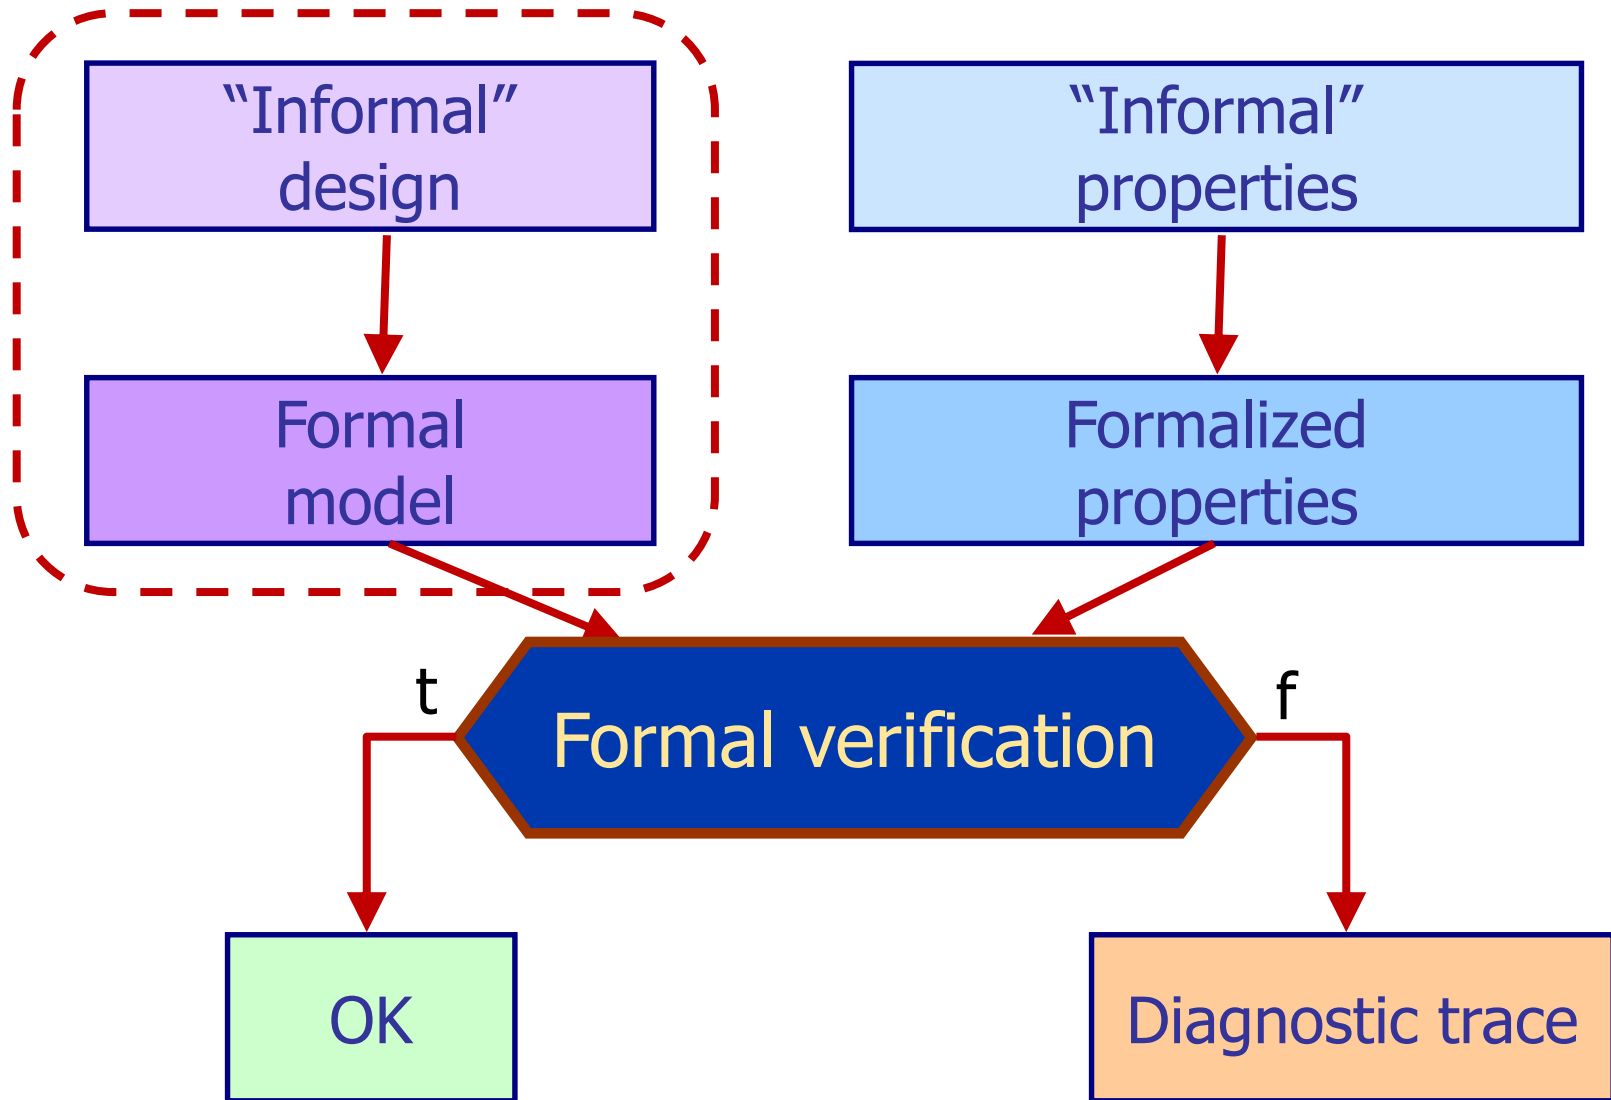 “Informal”
design
“Informal”
properties
Formal
model
Formalized
properties
t
f
Formal verification
OK
Diagnostic trace